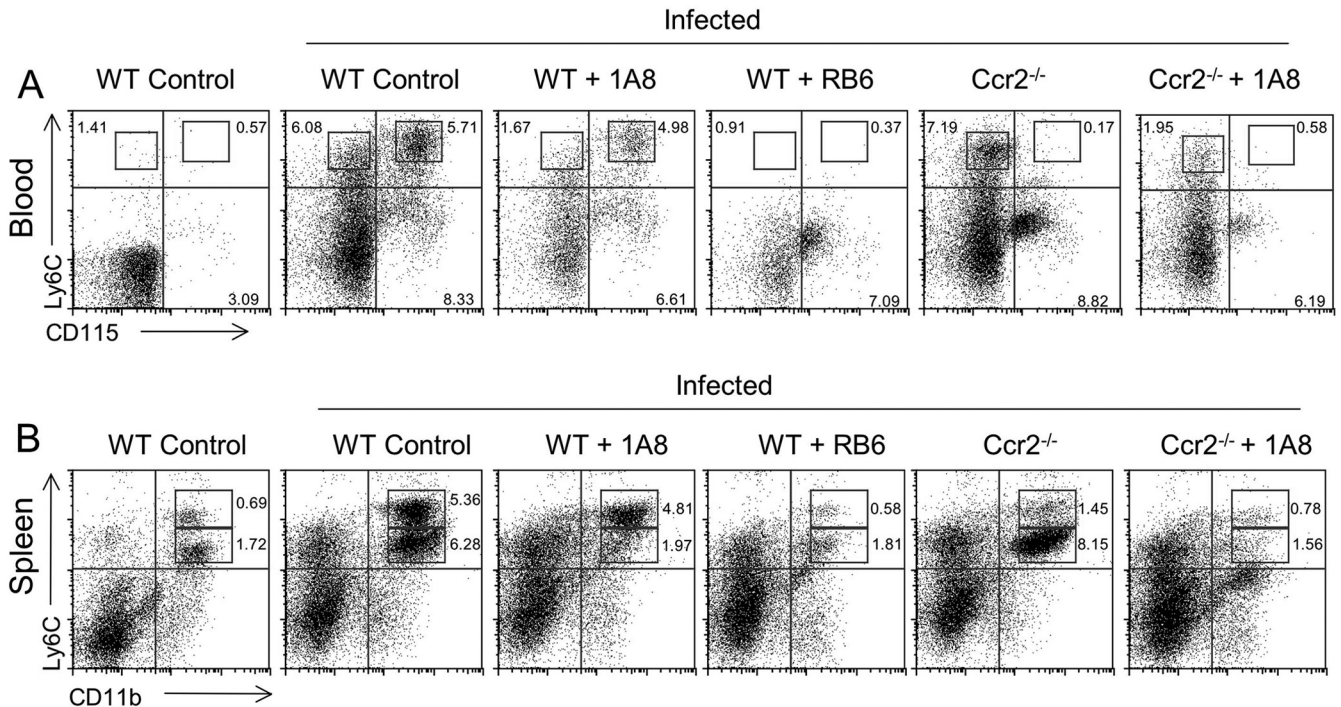 Infected
A WT Control WT Control WT + 1A8 WT + RB6 Ccr2-/- Ccr2-/- + 1A8
1.41 0.57 6.08 5.71 1.67 4.98 0.91 0.37 7.19 0.17 1.95 0.58
Blood
Ly6C
3.09 8.33 6.61 7.09 8.82 6.19
CD115
Infected
B WT Control WT Control WT + 1A8 WT + RB6 Ccr2-/- Ccr2-/- + 1A8
0.69 5.36 4.81 0.58 1.45 0.78
1.72 6.28 1.97 1.81 8.15 1.56
Spleen
Ly6C
CD11b